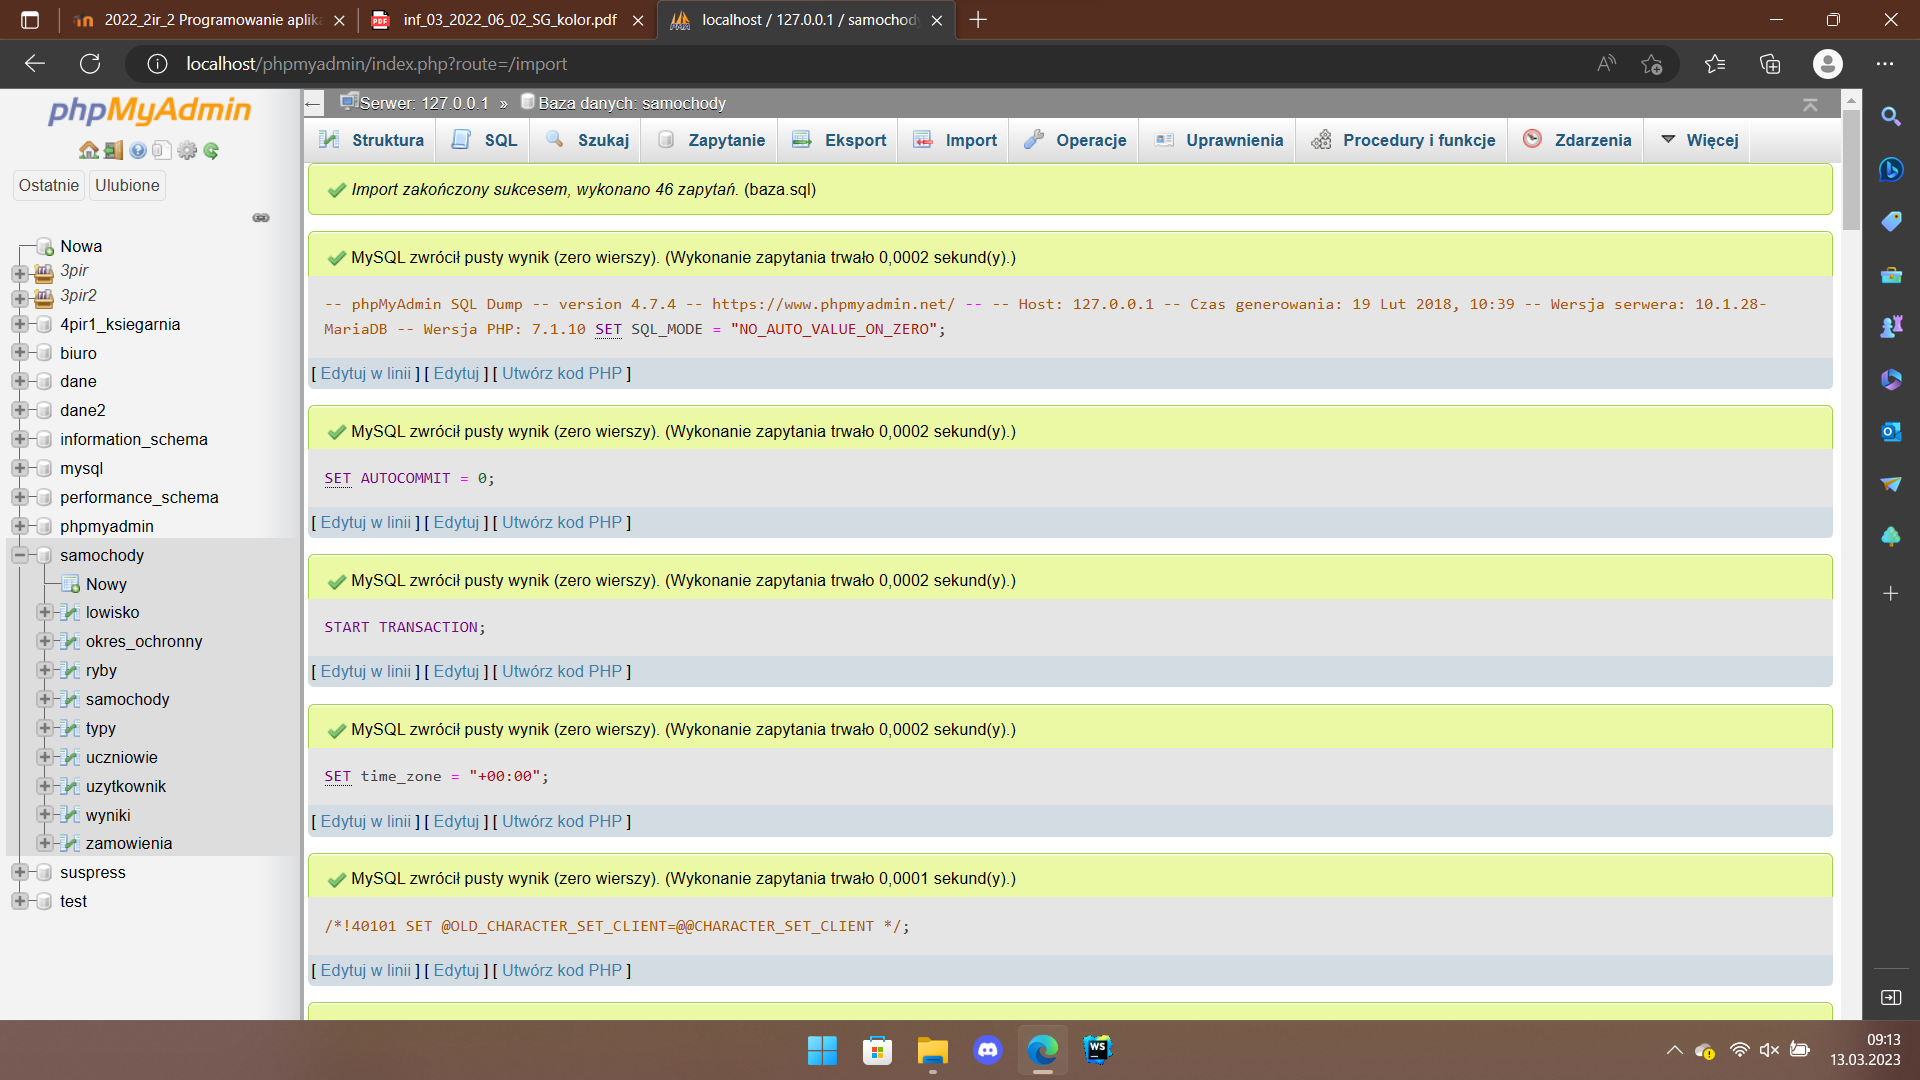 2022_2ir_2 Programowanie aplik
inf_03_2022_06_02_SG_kolor.pdf
localhost / 127.0.0.1 / samochody
localhost/phpmyadmin/index.php?route=/import
phpMyAdmin
Ostatnie
Ulubione
Nowa
3pir
3pir2
4pir1_ksiegarnia
biuro
dane
dane2
information_schema
mysql
performance_schema
phpmyadmin
samochody
Nowy
lowisko
okres_ochronny
ryby
samochody
typy
uczniowie
uzytkownik
wyniki
zamowienia
suspress
test
Serwer: 127.0.0.1 » Baza danych: samochody
Struktura SQL Szukaj Zapytanie Eksport Import Operacje Uprawnienia Procedury i funkcje Zdarzenia Więcej
Import zakończony sukcesem, wykonano 46 zapytań. (baza.sql)
MySQL zwrócił pusty wynik (zero wierszy). (Wykonanie zapytania trwało 0,0002 sekund(y).)
-- phpMyAdmin SQL Dump -- version 4.7.4 -- https://www.phpmyadmin.net/ -- -- Host: 127.0.0.1 -- Czas generowania: 19 Lut 2018, 10:39 -- Wersja serwera: 10.1.28-
MariaDB -- Wersja PHP: 7.1.10 SET SQL_MODE = "NO_AUTO_VALUE_ON_ZERO";
[ Edytuj w linii ] [ Edytuj ] [ Utwórz kod PHP ]
MySQL zwrócił pusty wynik (zero wierszy). (Wykonanie zapytania trwało 0,0002 sekund(y).)
SET AUTOCOMMIT = 0;
[ Edytuj w linii ] [ Edytuj ] [ Utwórz kod PHP ]
MySQL zwrócił pusty wynik (zero wierszy). (Wykonanie zapytania trwało 0,0002 sekund(y).)
START TRANSACTION;
[ Edytuj w linii ] [ Edytuj ] [ Utwórz kod PHP ]
MySQL zwrócił pusty wynik (zero wierszy). (Wykonanie zapytania trwało 0,0002 sekund(y).)
SET time_zone = "+00:00";
[ Edytuj w linii ] [ Edytuj ] [ Utwórz kod PHP ]
MySQL zwrócił pusty wynik (zero wierszy). (Wykonanie zapytania trwało 0,0001 sekund(y).)
/*!40101 SET @OLD_CHARACTER_SET_CLIENT=@@CHARACTER_SET_CLIENT */;
[ Edytuj w linii ] [ Edytuj ] [ Utwórz kod PHP ]
WS
09:13
13.03.2023